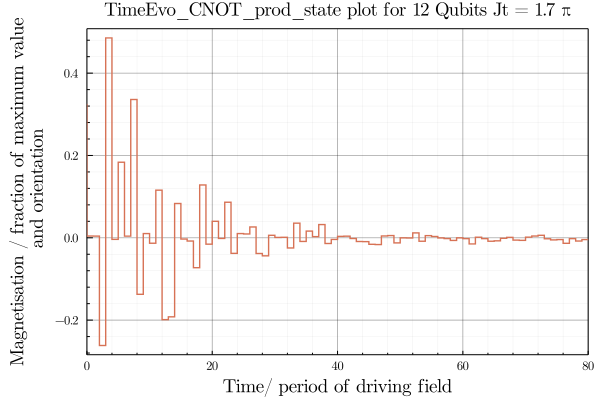 TimeEvo_CNOT_prod_state plot for 12 Qubits Jt = 1.7 π
Magnetisation / fraction of maximum value
and orientation
0.4
0.2
0.0
−0.2
0 20 40 60 80
Time/ period of driving field